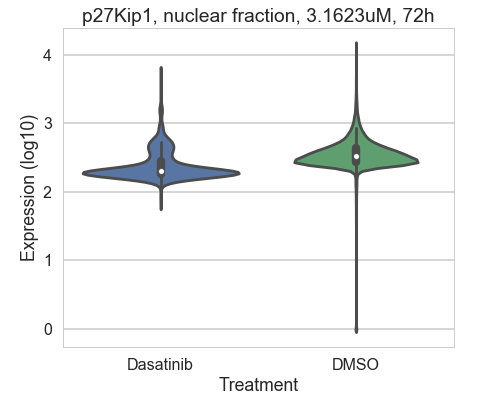 p27Kip1, nuclear fraction, 3.1623uM, 72h
Expression (log10)
4
3
2
1
0
Dasatinib DMSO
Treatment